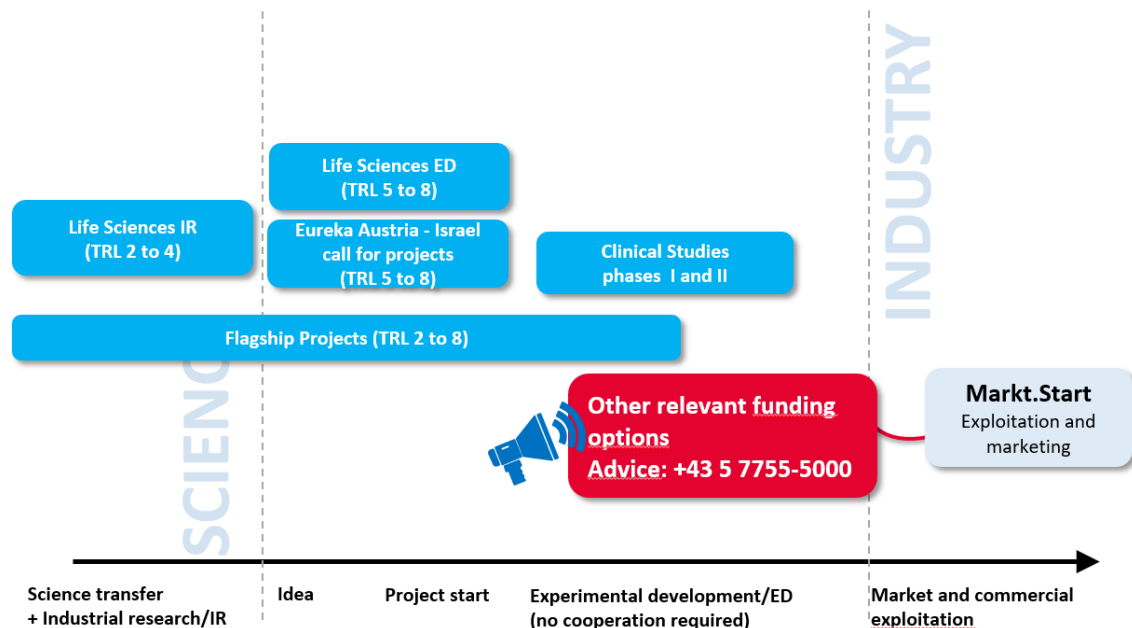 INDUSTRY
Life Sciences ED
(TRL 5 to 8)
Life Sciences IR
(TRL 2 to 4)
Eureka Austria - Israel
call for projects
(TRL 5 to 8)
Clinical Studies
phases I and II
Flagship Projects (TRL 2 to 8)
SCIENC
Other relevant funding
options
Advice: +43 5 7755-5000
Markt.Start
Exploitation and
marketing
Science transfer
+ Industrial research/IR
Idea
Project start
Experimental development/ED
(no cooperation required)
Market and commercial
exploitation